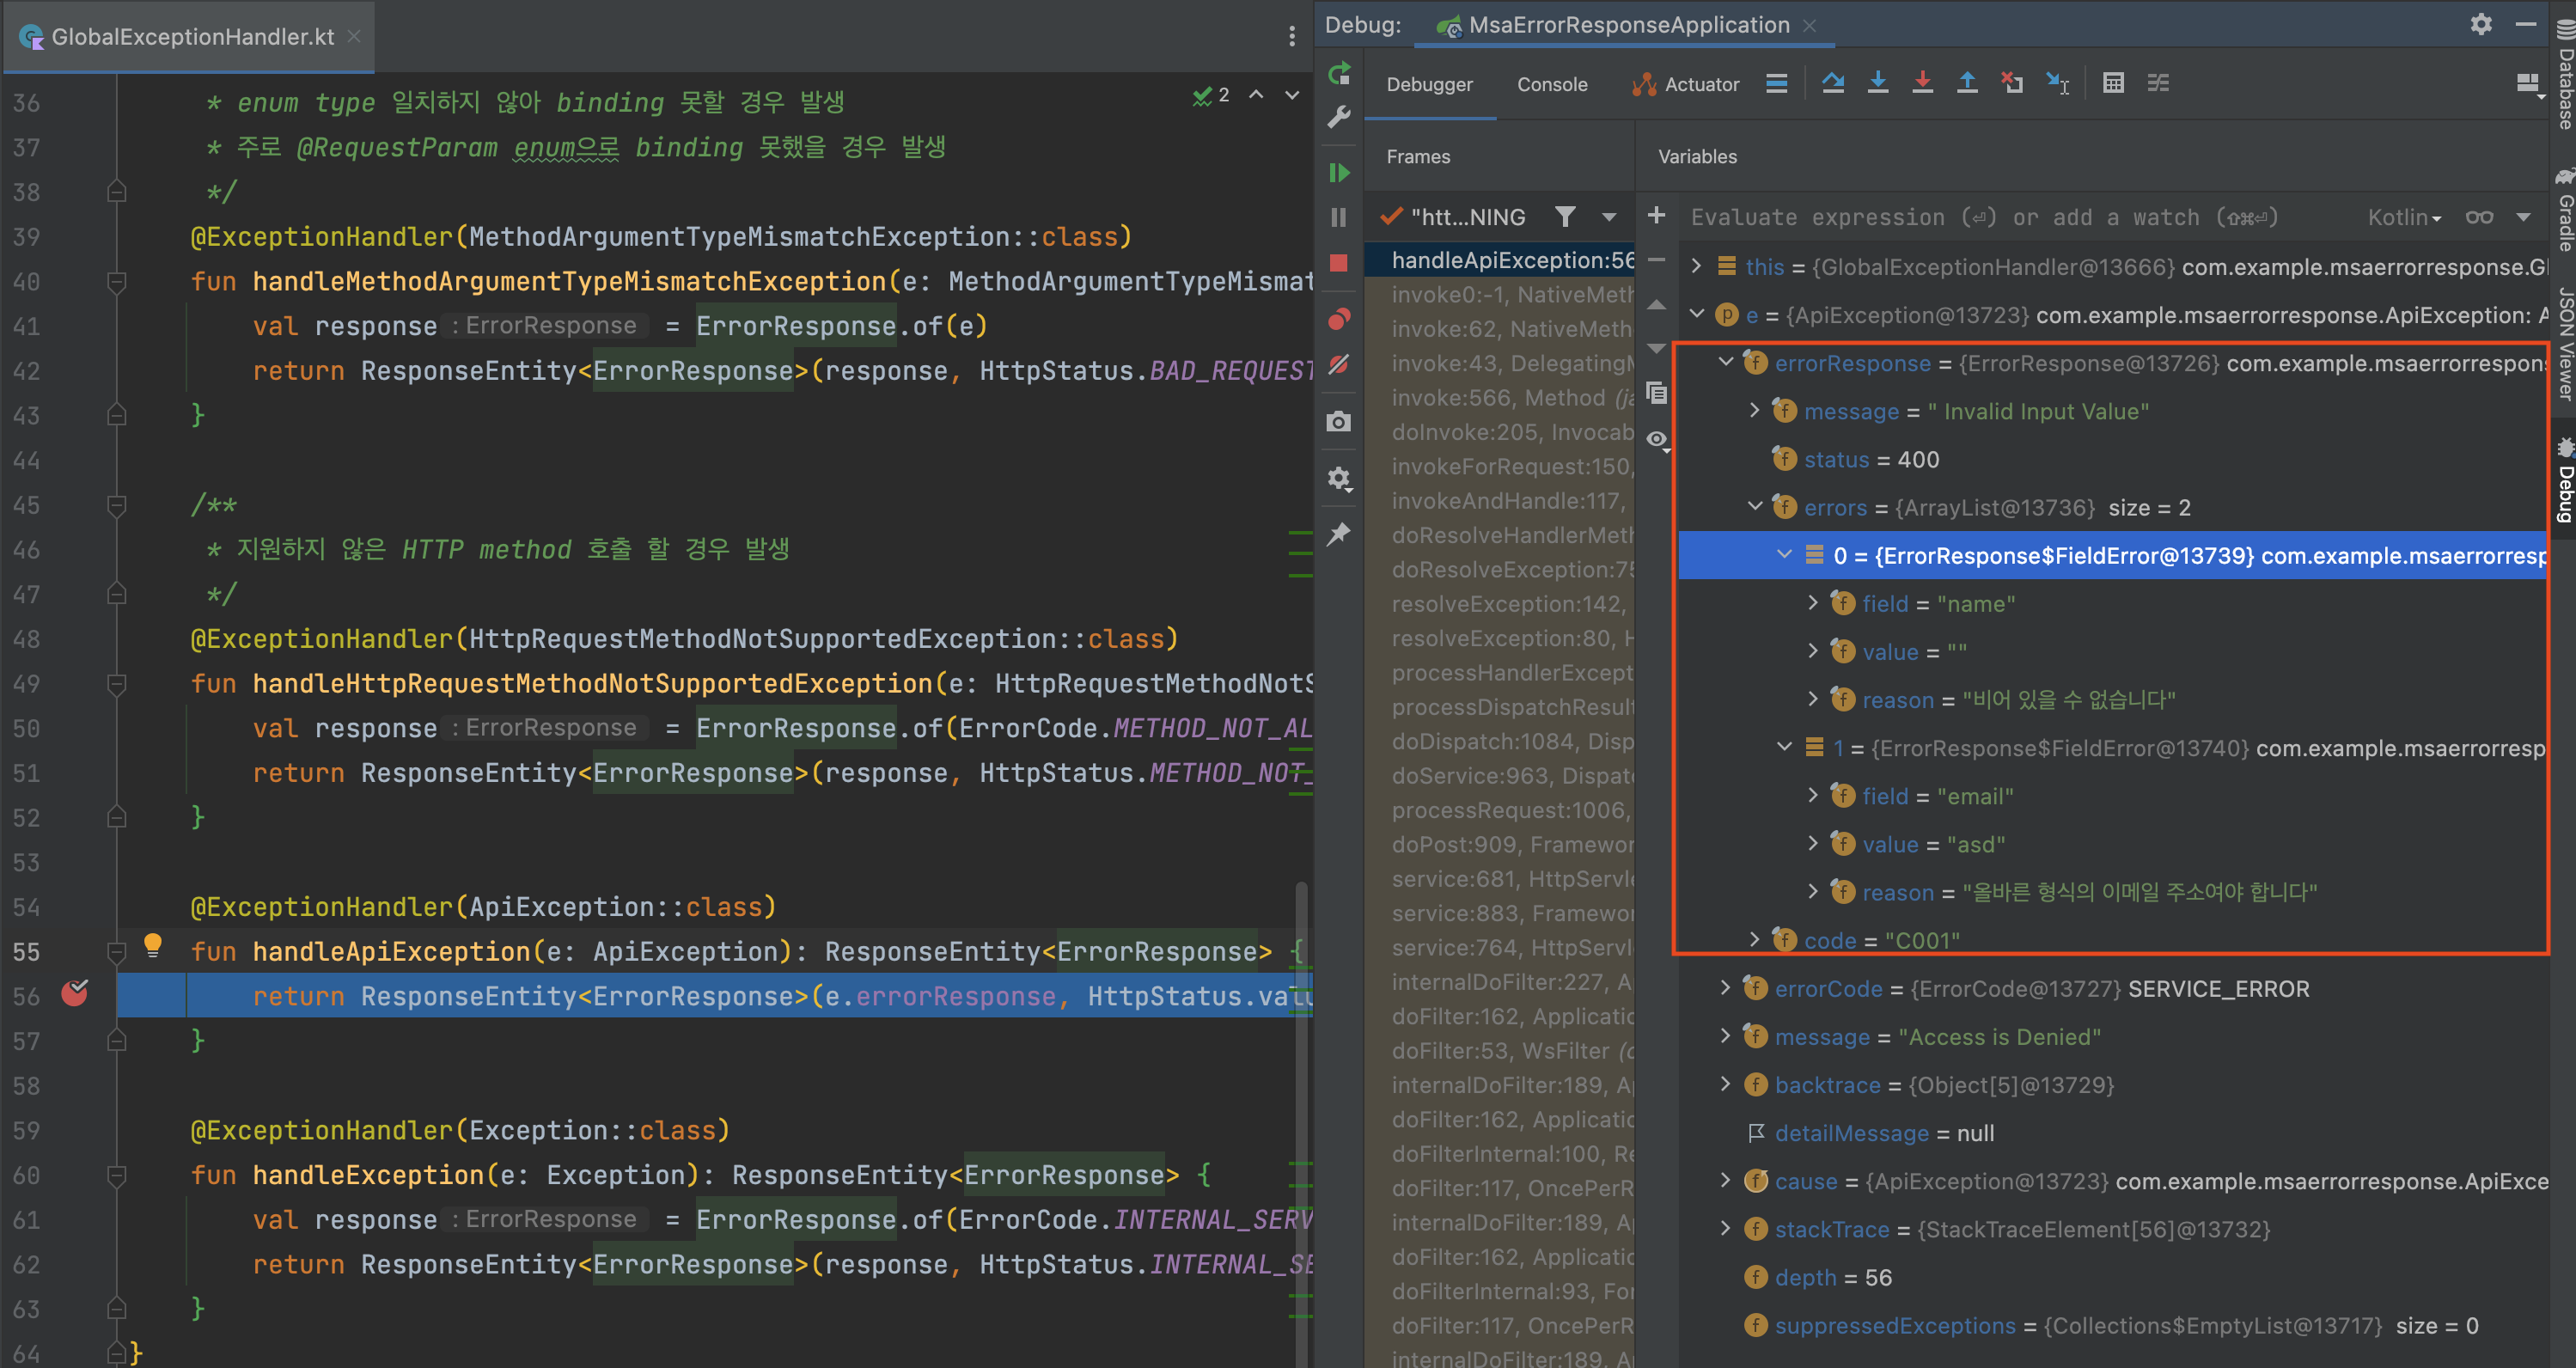 GlobalExceptionHandler.kt
2
36 * enum type 일치하지 않아 binding 못할 경우 발생
37 * 주로 @RequestParam enum으로 binding 못했을 경우 발생
38 */
39 @ExceptionHandler(MethodArgumentTypeMismatchException::class)
40 fun handleMethodArgumentTypeMismatchException(e: MethodArgumentTypeMismat
41 val response : ErrorResponse = ErrorResponse.of(e)
42 return ResponseEntity<ErrorResponse>(response, HttpStatus.BAD_REQUEST
43 }
44
45 /**
46 * 지원하지 않은 HTTP method 호출 할 경우 발생
47 */
48 @ExceptionHandler(HttpRequestMethodNotSupportedException::class)
49 fun handleHttpRequestMethodNotSupportedException(e: HttpRequestMethodNotS
50 val response : ErrorResponse = ErrorResponse.of(ErrorCode.METHOD_NOT_AL
51 return ResponseEntity<ErrorResponse>(response, HttpStatus.METHOD_NOT_
52 }
53
54 @ExceptionHandler(ApiException::class)
55 fun handleApiException(e: ApiException): ResponseEntity<ErrorResponse> {
56 return ResponseEntity<ErrorResponse>(e.errorResponse, HttpStatus.valu
57 }
58
59 @ExceptionHandler(Exception::class)
60 fun handleException(e: Exception): ResponseEntity<ErrorResponse> {
61 val response : ErrorResponse = ErrorResponse.of(ErrorCode.INTERNAL_SERV
62 return ResponseEntity<ErrorResponse>(response, HttpStatus.INTERNAL_SE
63 }
64 }
Debug: MsaErrorResponseApplication
Debugger Console Actuator
Frames
"htt...NING
handleApiException:56
invoke0:-1, NativeMeth
invoke:62, NativeMeth
invoke:43, DelegatingM
invoke:566, Method (ja
doInvoke:205, Invocab
invokeForRequest:150,
invokeAndHandle:117,
doResolveHandlerMeth
doResolveException:75
resolveException:142,
resolveException:80, H
processHandlerExcept
processDispatchResult
doDispatch:1084, Disp
doService:963, Dispatc
processRequest:1006,
doPost:909, Framewor
service:681, HttpServle
service:883, Framewor
service:764, HttpServle
internalDoFilter:227, A
doFilter:162, Applicatio
doFilter:53, WsFilter (o
internalDoFilter:189, A
doFilter:162, Applicatio
doFilterInternal:100, Re
doFilter:117, OncePerR
internalDoFilter:189, A
doFilter:162, Applicatio
doFilterInternal:93, For
doFilter:117, OncePerR
internalDoFilter:189, A
Variables
Evaluate expression (⏎) or add a watch (⇧⌘⏎) Kotlin
this = {GlobalExceptionHandler@13666} com.example.msaerrorresponse.Gl
e = {ApiException@13723} com.example.msaerrorresponse.ApiException: A
errorResponse = {ErrorResponse@13726} com.example.msaerrorrespons
message = " Invalid Input Value"
status = 400
errors = {ArrayList@13736} size = 2
0 = {ErrorResponse$FieldError@13739} com.example.msaerrorresp
field = "name"
value = ""
reason = "비어 있을 수 없습니다"
1 = {ErrorResponse$FieldError@13740} com.example.msaerrorresp
field = "email"
value = "asd"
reason = "올바른 형식의 이메일 주소여야 합니다"
code = "C001"
errorCode = {ErrorCode@13727} SERVICE_ERROR
message = "Access is Denied"
backtrace = {Object[5]@13729}
detailMessage = null
cause = {ApiException@13723} com.example.msaerrorresponse.ApiExce
stackTrace = {StackTraceElement[56]@13732}
depth = 56
suppressedExceptions = {Collections$EmptyList@13717} size = 0
Database
Gradle
JSON Viewer
Debug